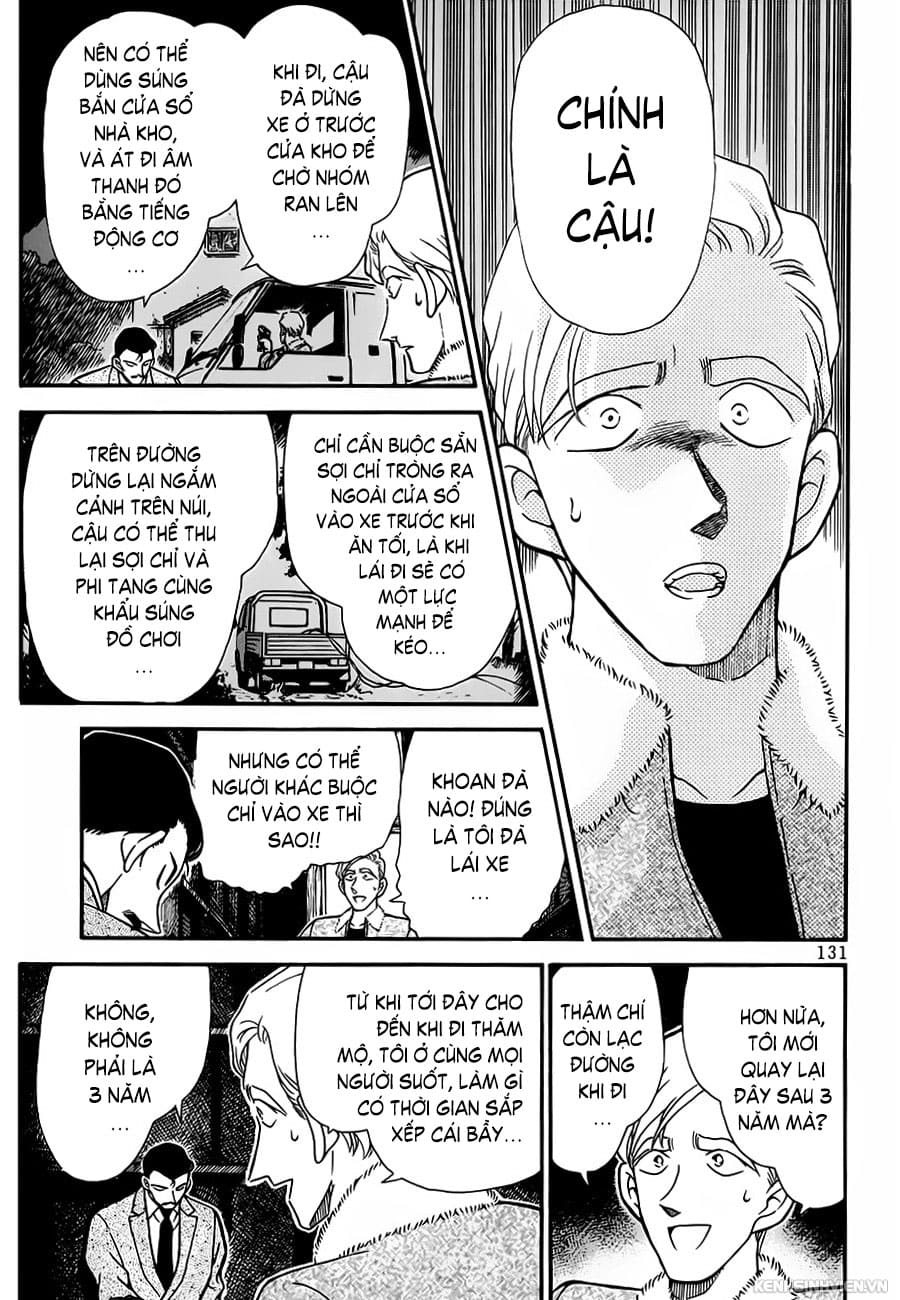 CHÍNH
LÀ
CẬU!
KHI ĐI, CẬU
ĐÃ DỪNG
XE Ở TRƯỚC
CỬA KHO ĐỂ
CHỜ NHÓM
RAN LÊN
...
NÊN CÓ THỂ
DÙNG SÚNG
BẮN CỬA SỔ
NHÀ KHO,
VÀ ÁT ĐI ÂM
THANH ĐÓ
BẰNG TIẾNG
ĐỘNG CƠ
...
CHỈ CẦN BUỘC SẴN
SỢI CHỈ TRÒNG RA
NGOÀI CỬA SỔ
VÀO XE TRƯỚC KHI
ĂN TỐI, LÀ KHI
LÁI ĐI SẼ CÓ
MỘT LỰC
MẠNH ĐỂ
KÉO...
TRÊN ĐƯỜNG
DỪNG LẠI NGẮM
CẢNH TRÊN NÚI,
CẬU CÓ THỂ THU
LẠI SỢI CHỈ VÀ
PHI TANG CÙNG
KHẨU SÚNG
ĐỒ CHƠI
...
KHOAN ĐÃ
NÀO! ĐÚNG
LÀ TÔI ĐÃ
LÁI XE
...
NHƯNG CÓ THỂ
NGƯỜI KHÁC BUỘC
CHỈ VÀO XE THÌ
SAO!!
131
HƠN NỮA,
TÔI MỚI
QUAY LẠI
ĐÂY SAU 3
NĂM MÀ?
THẬM CHÍ
CÒN LẠC
ĐƯỜNG
KHI ĐI
...
TỪ KHI TỚI ĐÂY CHO
ĐẾN KHI ĐI THĂM
MỘ, TÔI Ở CÙNG MỌI
NGƯỜI SUỐT, LÀM GÌ
CÓ THỜI GIAN SẮP
XẾP CÁI BẪY...
KHÔNG,
KHÔNG
PHẢI LÀ
3 NĂM
...
KENHSINHVIEN.VN